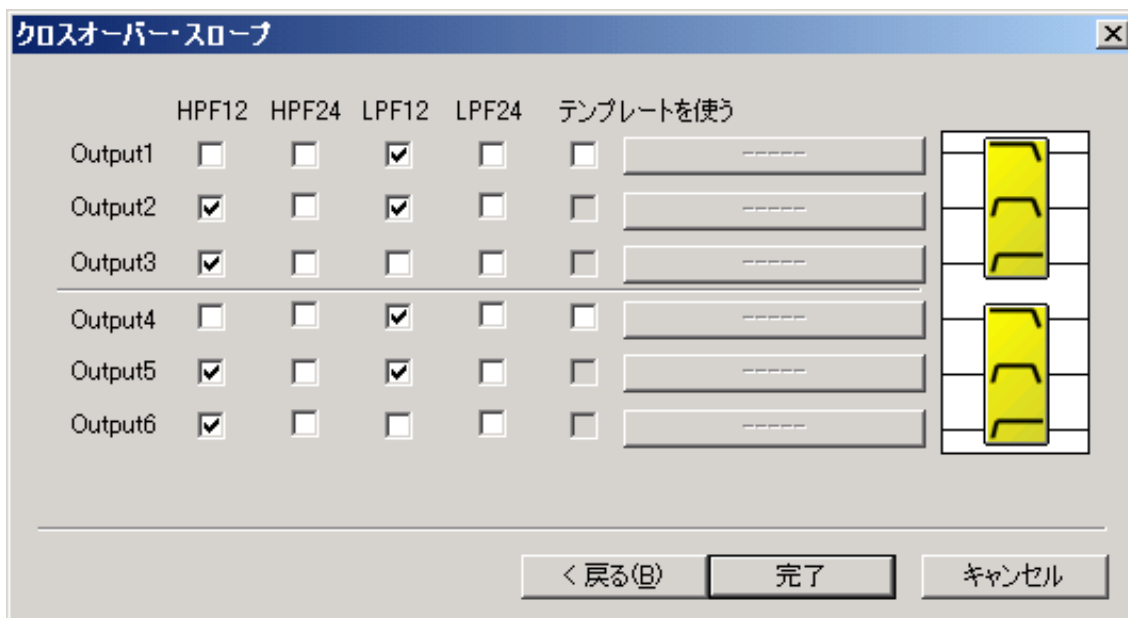 クロスオーバー・スロープ
HPF12 HPF24 LPF12 LPF24 テンプレートを使う
Output1 -----
Output2 -----
Output3 -----
Output4 -----
Output5 -----
Output6 -----
< 戻る(B) 完了 キャンセル